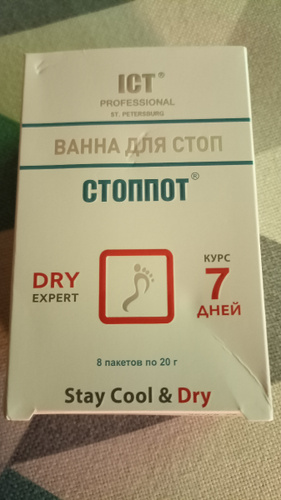 ICT®
PROFESSIONAL
ST. PETERSBURG
ВАННА ДЛЯ СТОП
СТОППОТ®
DRY
EXPERT
КУРС
7
ДНЕЙ
8 пакетов по 20 г
Stay Cool & Dry